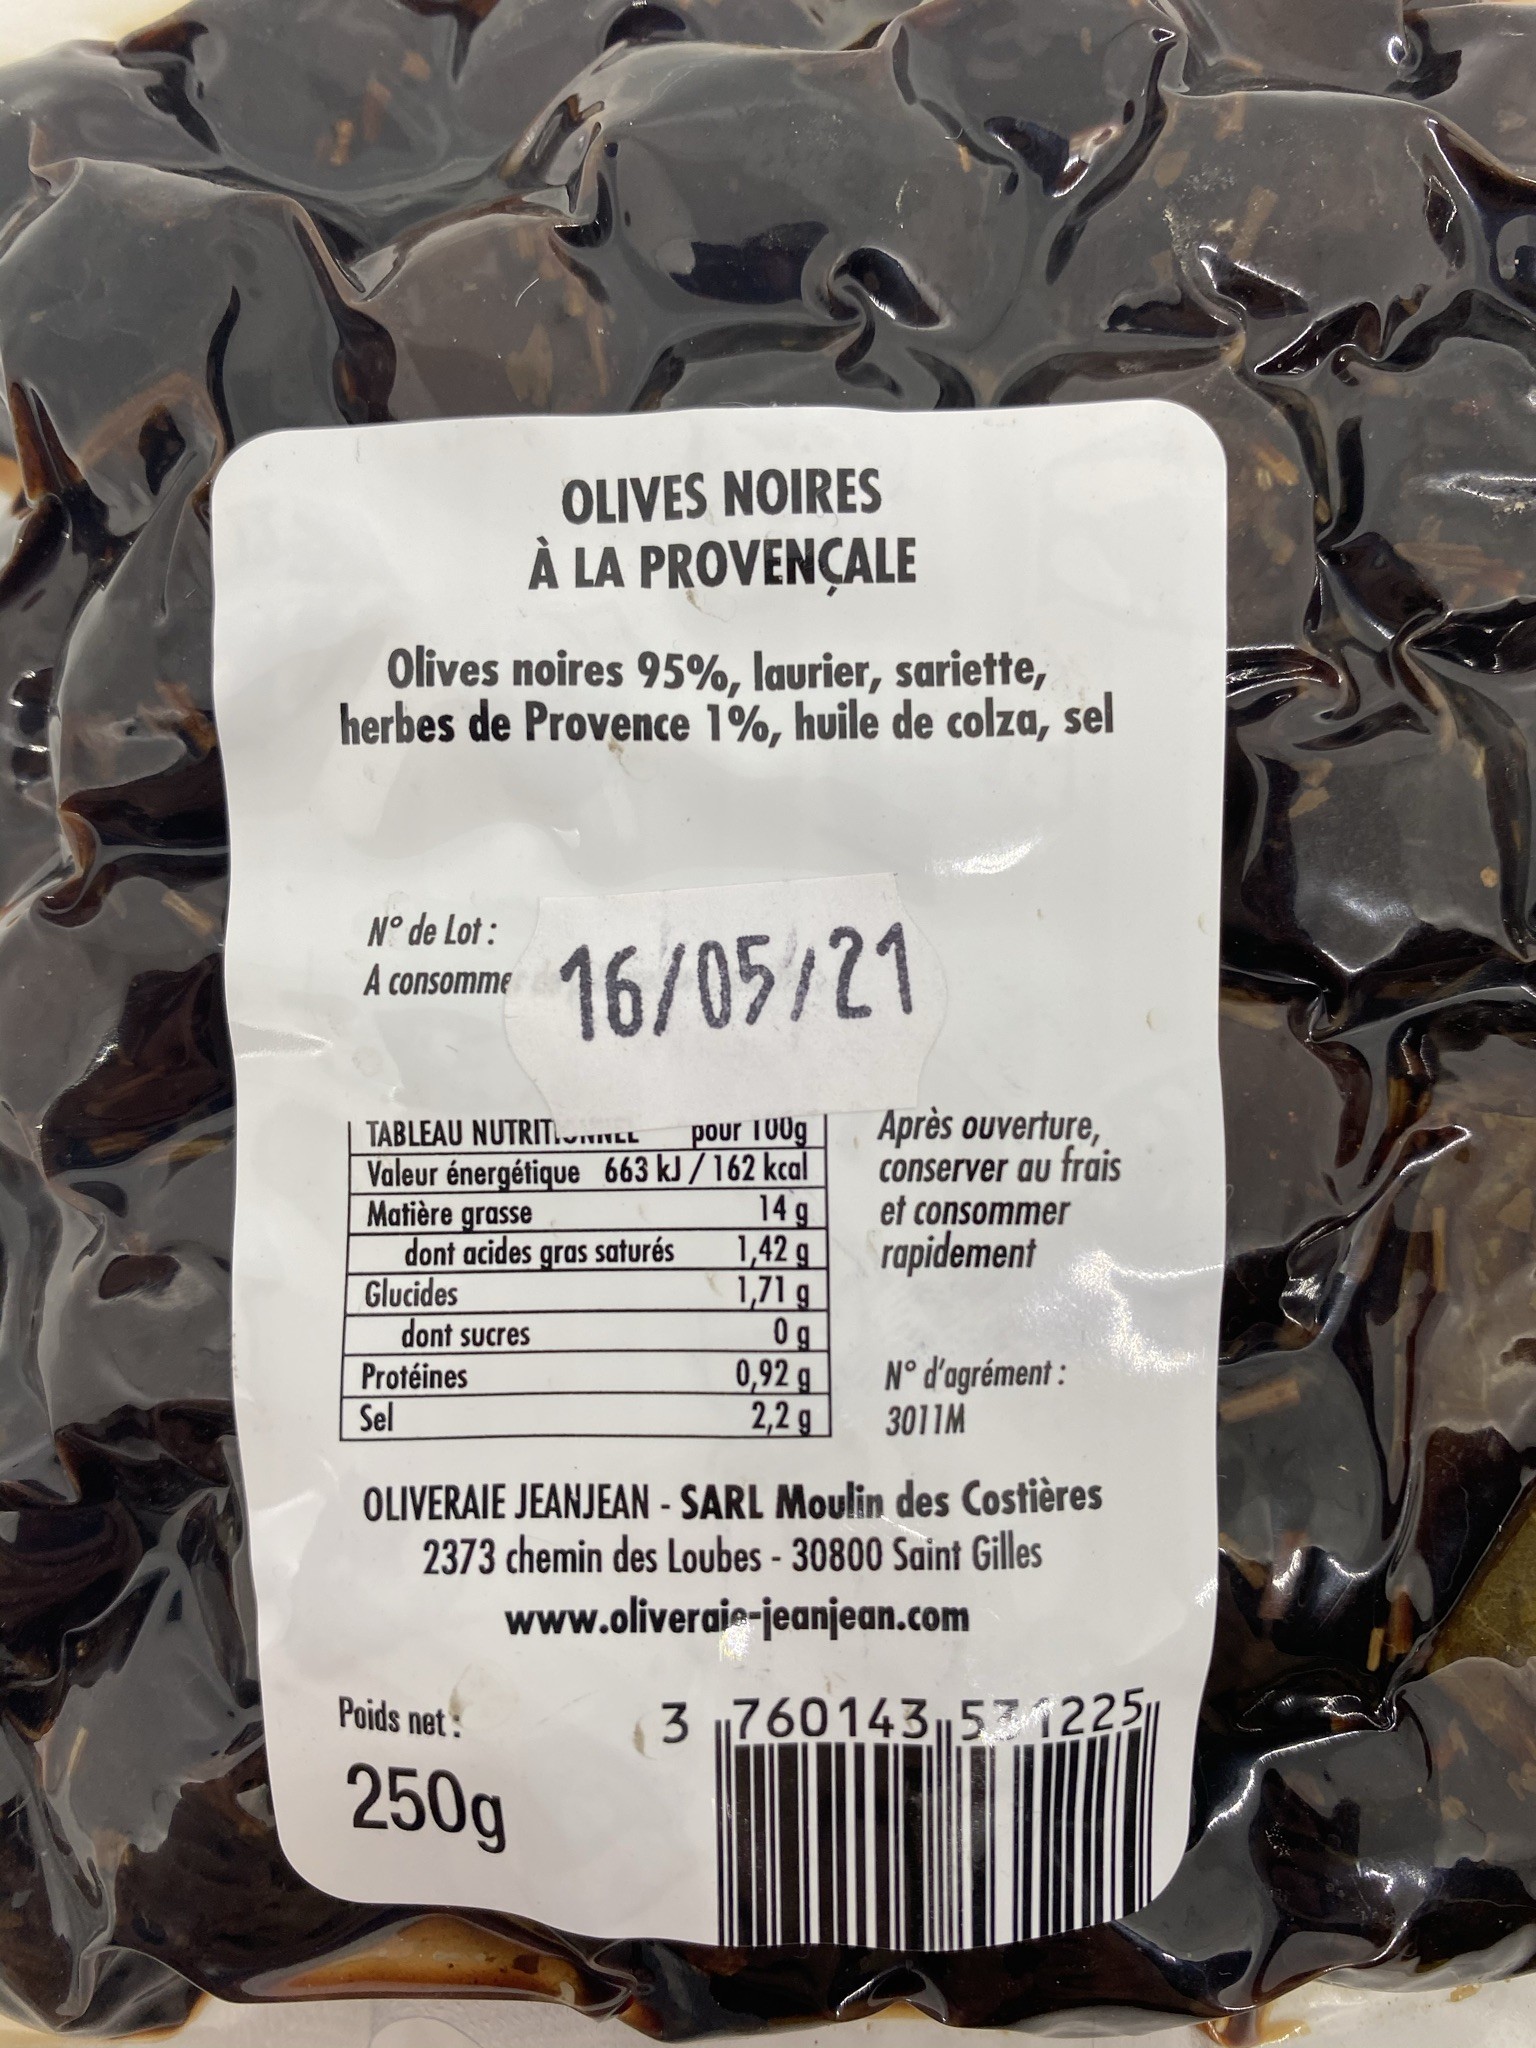 OLIVES NOIRES
À LA PROVENÇALE
Olives noires 95%, laurier, sariette,
herbes de Provence 1%, huile de colza, sel
N° de Lot :
A consomme
16/05/21
TABLEAU NUTRITIONNEL pour 100g
Valeur énergétique 663 kJ / 162 kcal
Matière grasse 14 g
dont acides gras saturés 1,42 g
Glucides 1,71 g
dont sucres 0 g
Protéines 0,92 g
Sel 2,2 g
Après ouverture,
conserver au frais
et consommer
rapidement
N° d'agrément :
3011M
OLIVERAIE JEANJEAN - SARL Moulin des Costières
2373 chemin des Loubes - 30800 Saint Gilles
www.oliveraie-jeanjean.com
Poids net :
250g
3 760143 531225